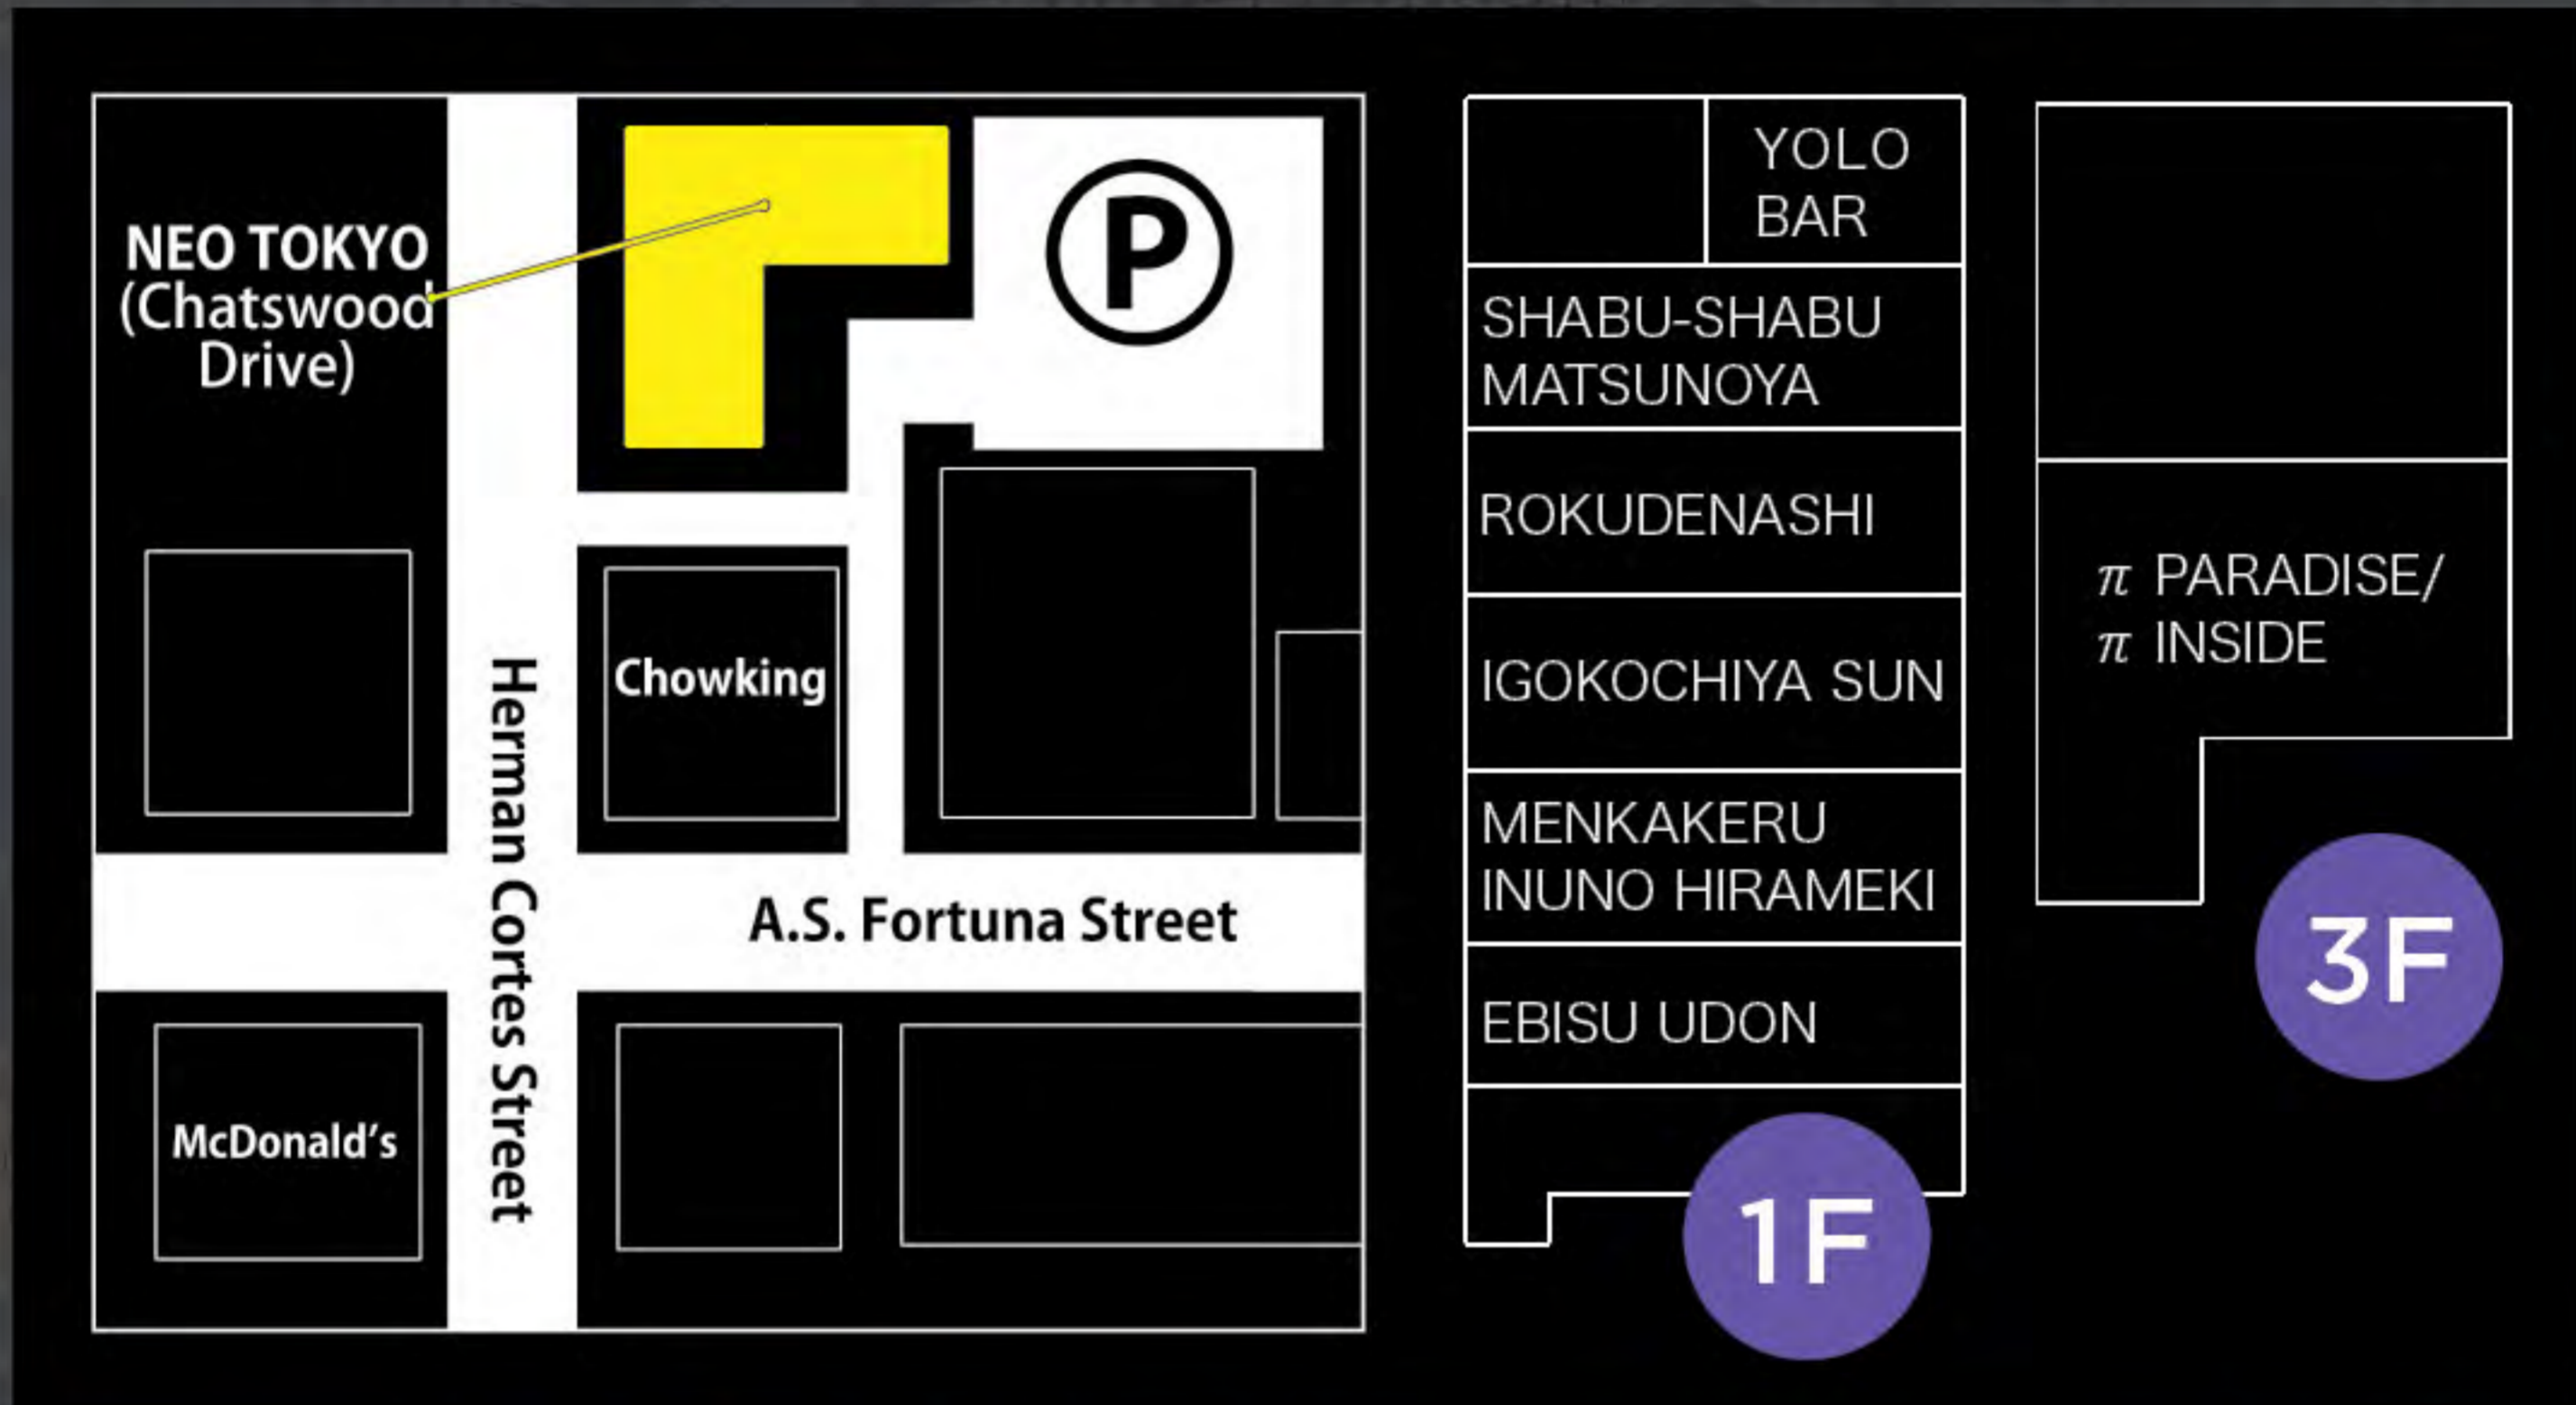 NEO TOKYO
(Chatswood
Drive)
P
Chowking
Herman Cortes Street
A.S. Fortuna Street
McDonald's
YOLO
BAR
SHABU-SHABU
MATSUNOYA
ROKUDENASHI
IGOKOCHIYA SUN
MENKAKERU
INUNO HIRAMEKI
EBISU UDON
1F
π PARADISE/
π INSIDE
3F